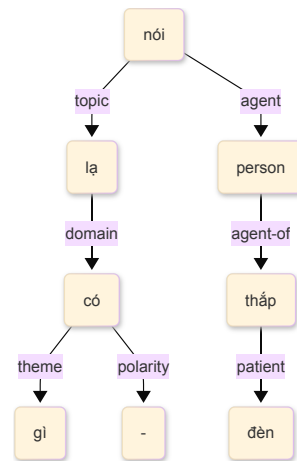 nói
topic agent
lạ person
domain agent-of
có thắp
theme polarity patient
gì - đèn